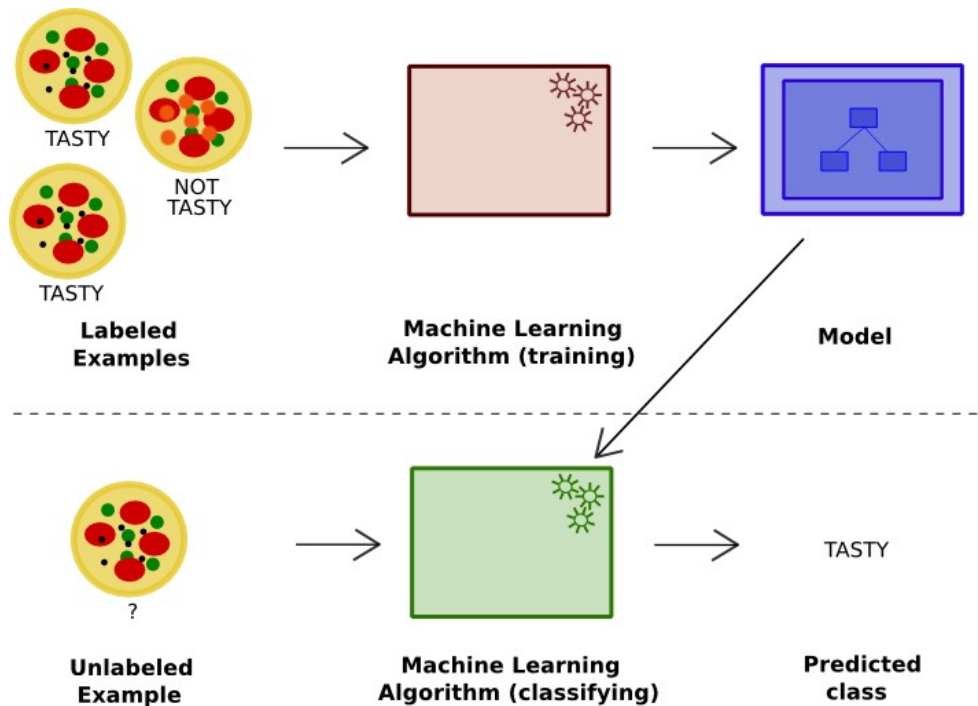 TASTY
NOT
TASTY
TASTY
Labeled
Examples
Machine Learning
Algorithm (training)
Model
?
TASTY
Unlabeled
Example
Machine Learning
Algorithm (classifying)
Predicted
class